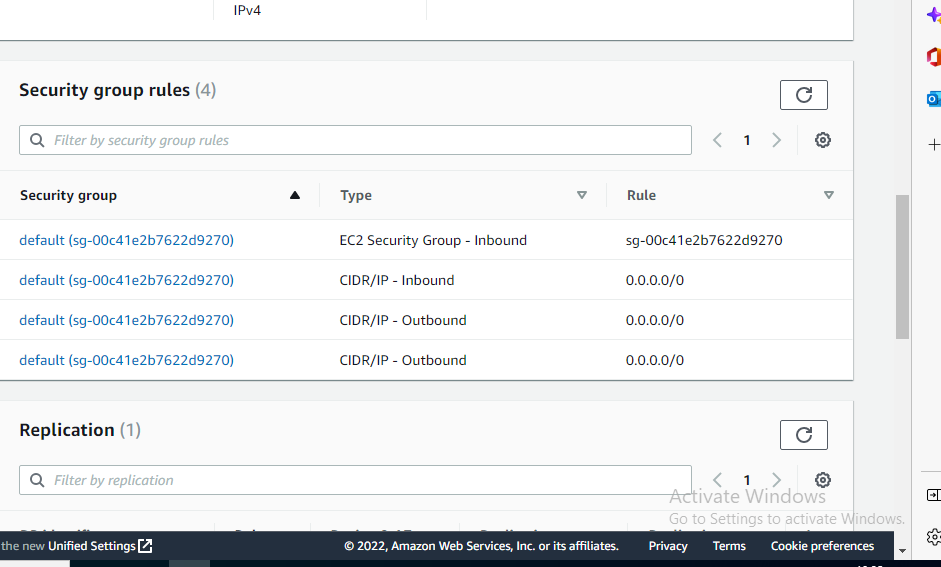 IPv4
Security group rules (4)
Filter by security group rules
1
Security group Type Rule
default (sg-00c41e2b7622d9270) EC2 Security Group - Inbound sg-00c41e2b7622d9270
default (sg-00c41e2b7622d9270) CIDR/IP - Inbound 0.0.0.0/0
default (sg-00c41e2b7622d9270) CIDR/IP - Outbound 0.0.0.0/0
default (sg-00c41e2b7622d9270) CIDR/IP - Outbound 0.0.0.0/0
Replication (1)
Filter by replication
1
Activate Windows
Go to Settings to activate Windows.
the new Unified Settings © 2022, Amazon Web Services, Inc. or its affiliates. Privacy Terms Cookie preferences